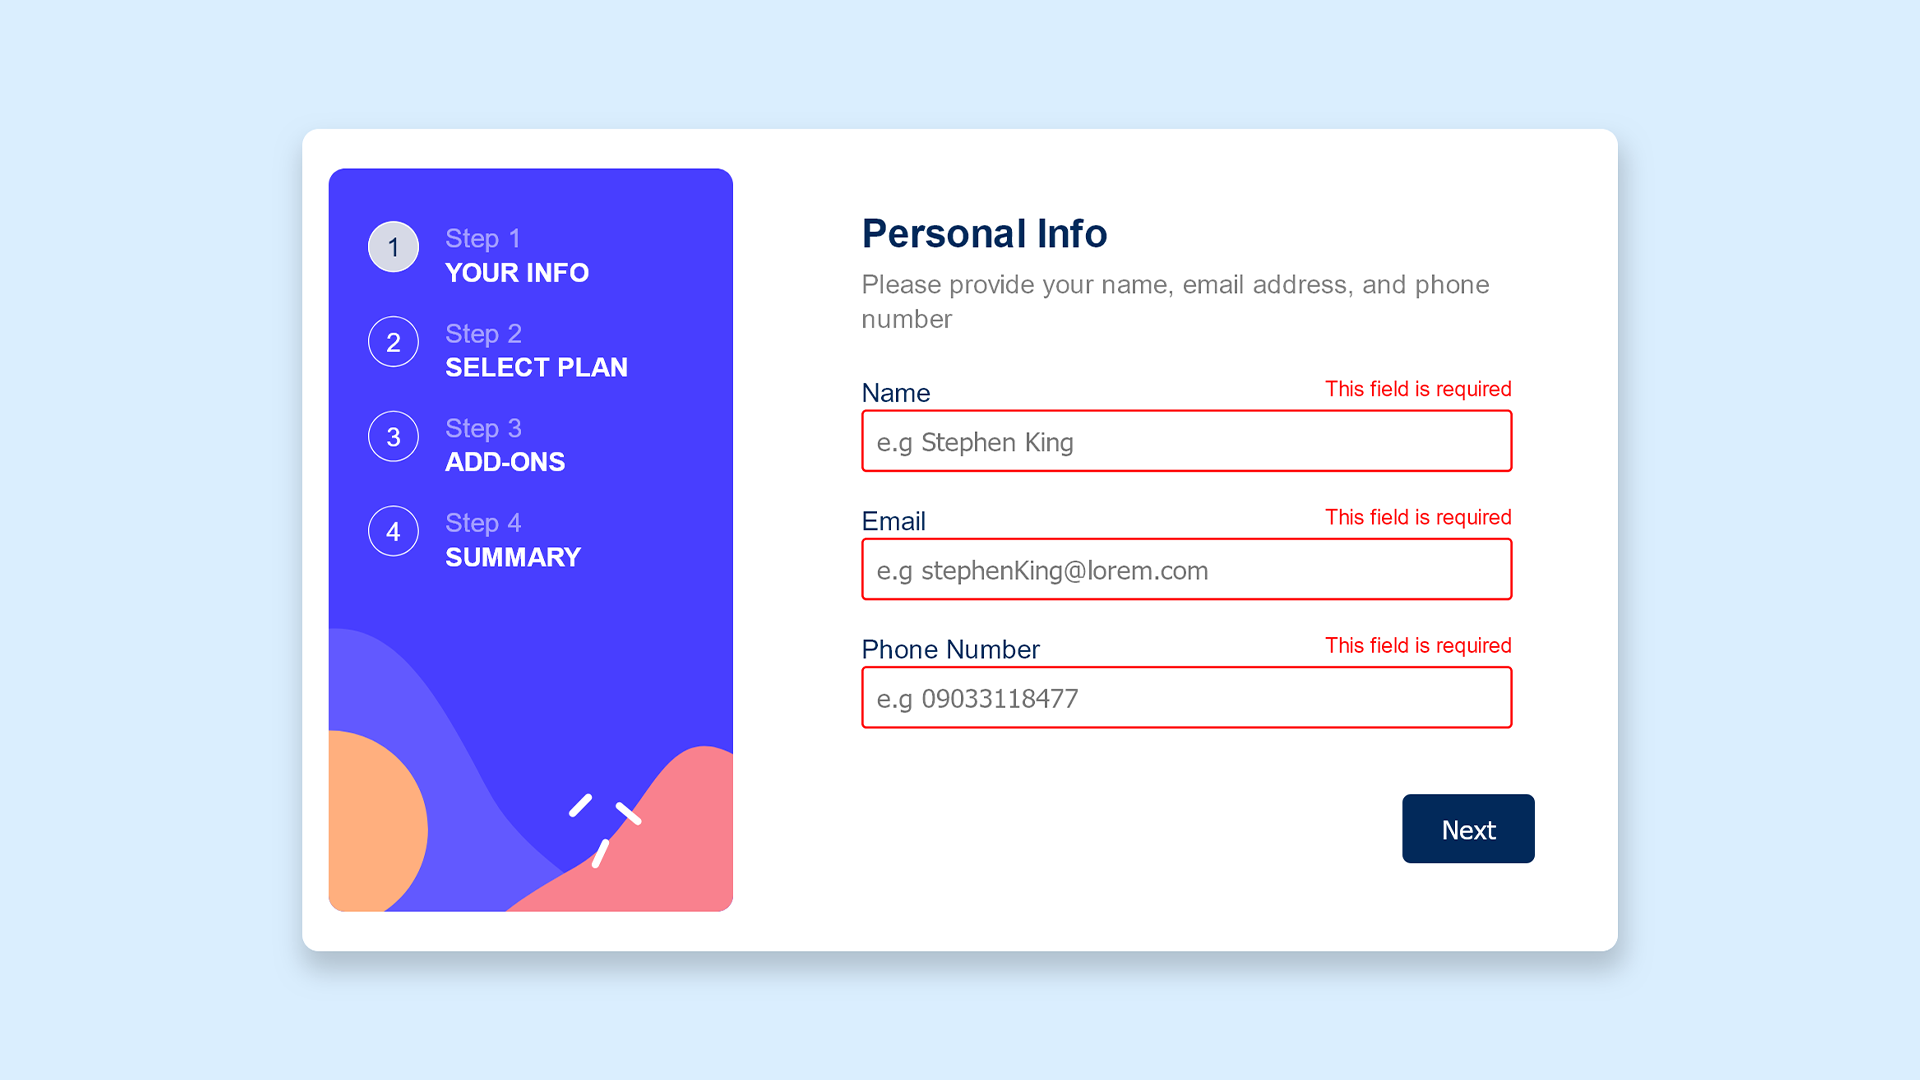 1
Step 1
YOUR INFO
2
Step 2
SELECT PLAN
3
Step 3
ADD-ONS
4
Step 4
SUMMARY
Personal Info
Please provide your name, email address, and phone
number
Name
This field is required
e.g Stephen King
Email
This field is required
e.g stephenKing@lorem.com
Phone Number
This field is required
e.g 09033118477
Next